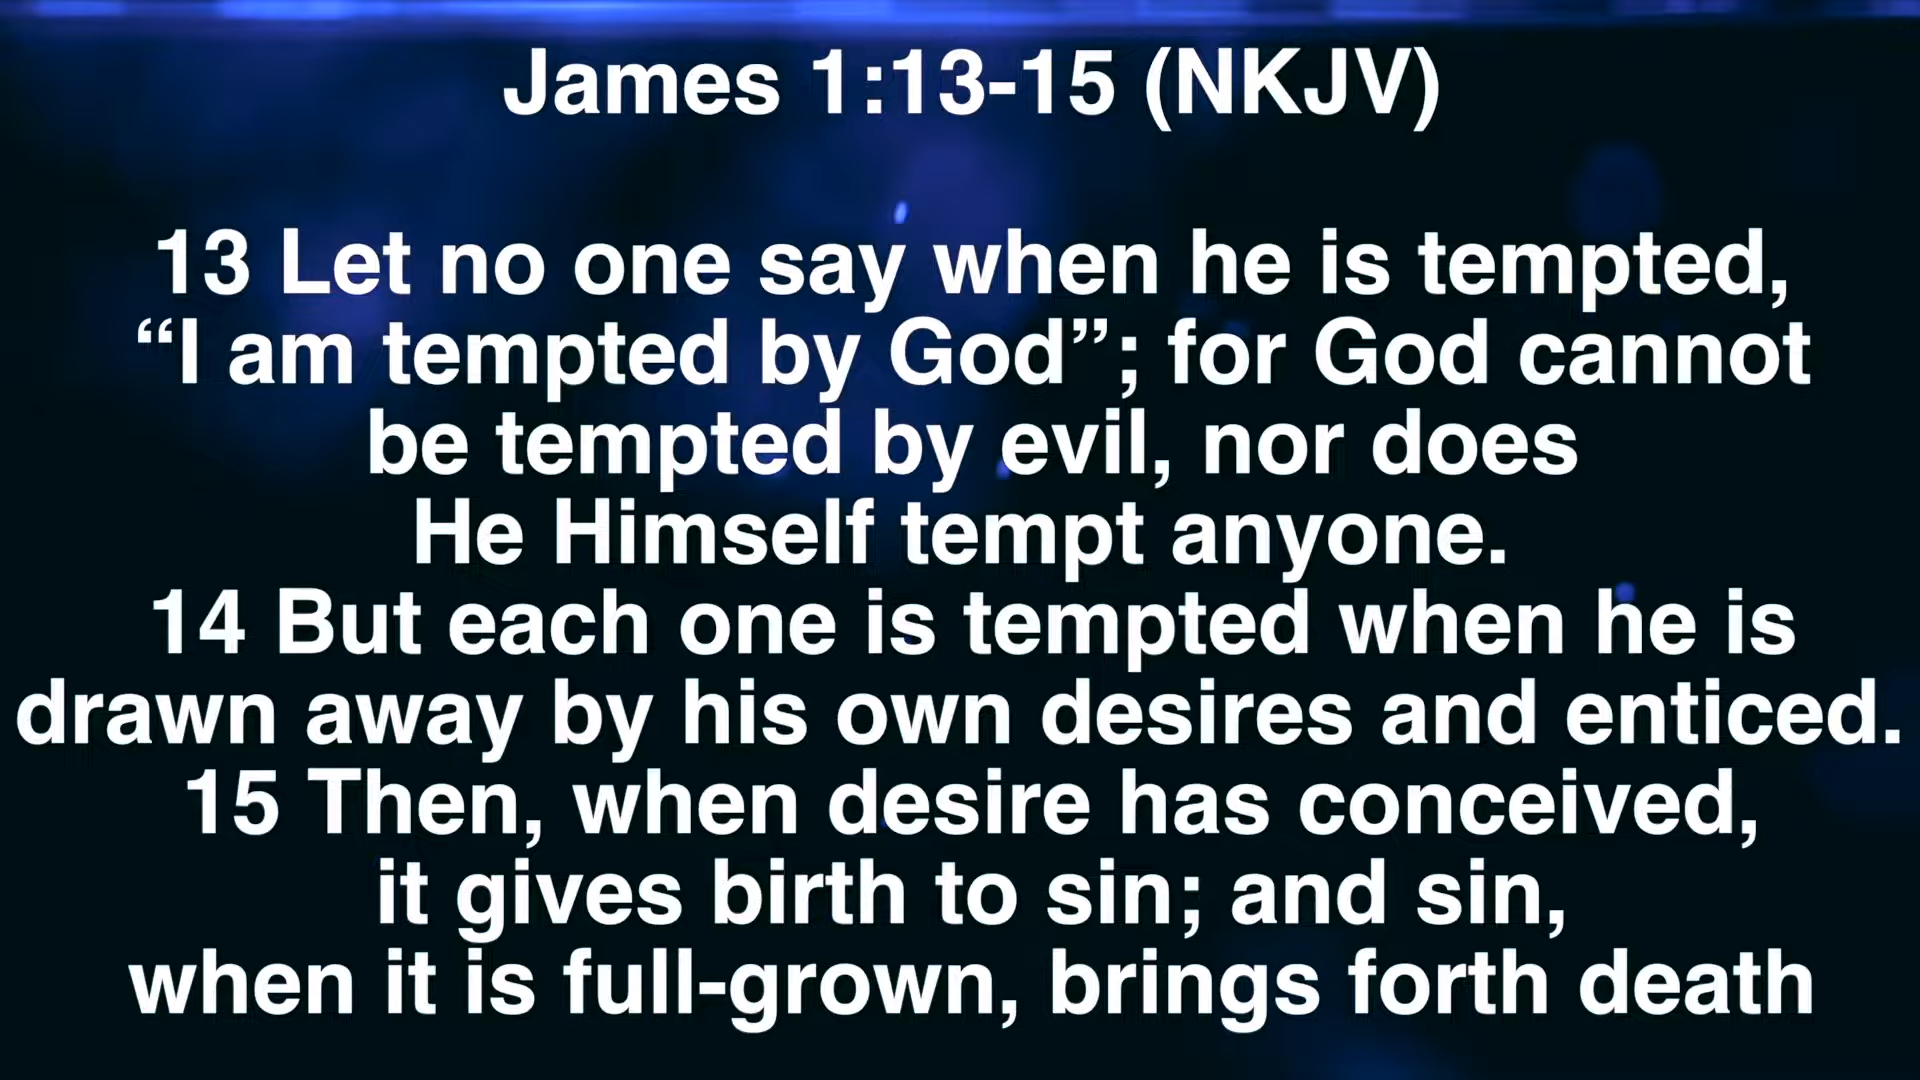 James 1:13-15 (NKJV)
13 Let no one say when he is tempted,
“I am tempted by God”; for God cannot
be tempted by evil, nor does
He Himself tempt anyone.
14 But each one is tempted when he is
drawn away by his own desires and enticed.
15 Then, when desire has conceived,
it gives birth to sin; and sin,
when it is full-grown, brings forth death